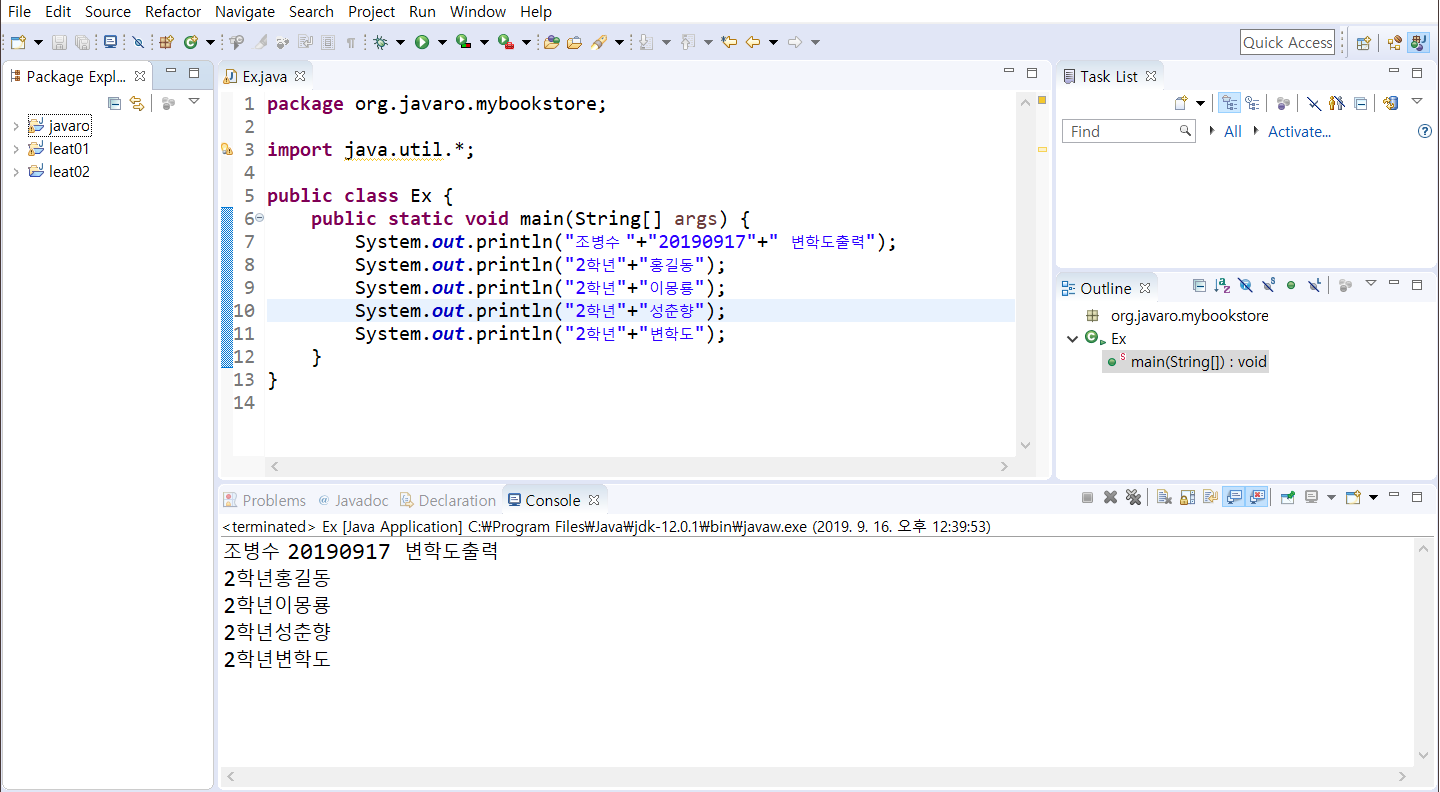 File Edit Source Refactor Navigate Search Project Run Window Help
Quick Access
Package Expl...
javaro
leat01
leat02
Ex.java
1 package org.javaro.mybookstore;
2
3 import java.util.*;
4
5 public class Ex {
6 public static void main(String[] args) {
7 System.out.println("조병수 "+"20190917"+" 변학도출력");
8 System.out.println("2학년"+"홍길동");
9 System.out.println("2학년"+"이몽룡");
10 System.out.println("2학년"+"성춘향");
11 System.out.println("2학년"+"변학도");
12 }
13 }
14
Task List
Find All Activate...
Outline
org.javaro.mybookstore
Ex
main(String[]) : void
Problems @ Javadoc Declaration Console
<terminated> Ex [Java Application] C:₩Program Files₩Java₩jdk-12.0.1₩bin₩javaw.exe (2019. 9. 16. 오후 12:39:53)
조병수 20190917 변학도출력
2학년홍길동
2학년이몽룡
2학년성춘향
2학년변학도